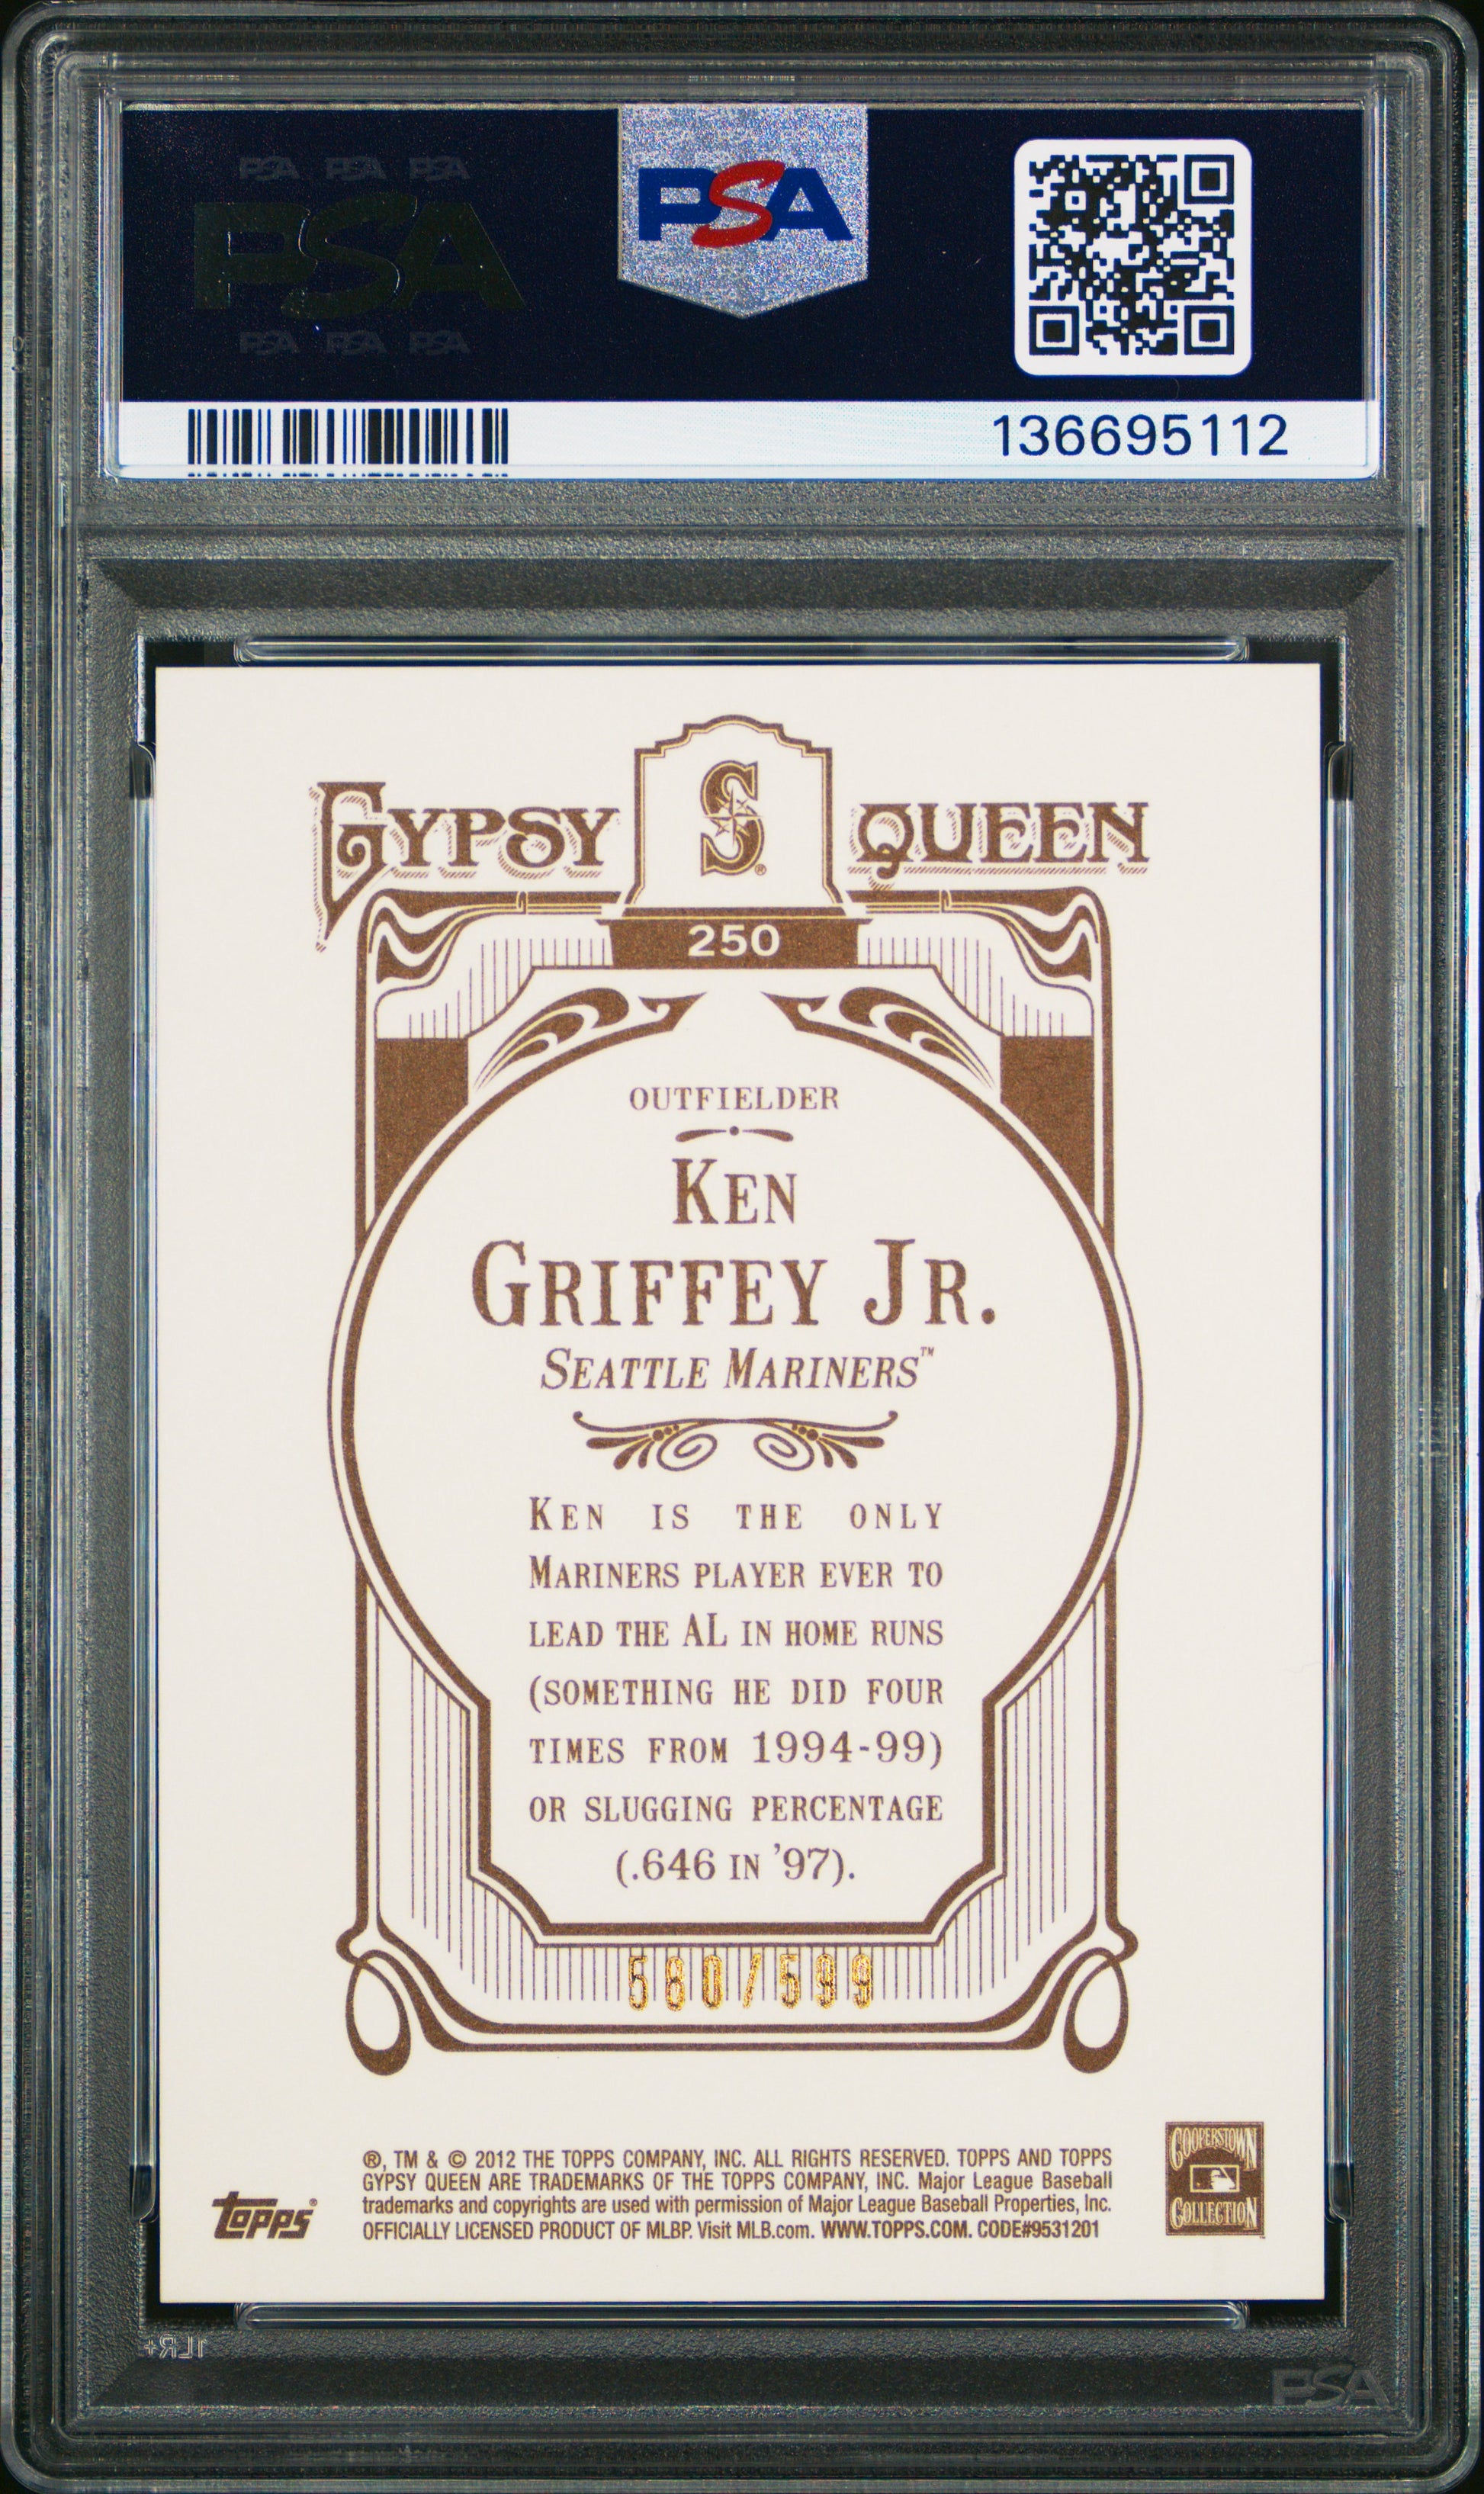 PSA PSA PSA
PSA
PSA PSA PSA
PSA
136695112
GYPSY S® QUEEN
250
OUTFIELDER
KEN
GRIFFEY JR.
SEATTLE MARINERS™
KEN IS THE ONLY
MARINERS PLAYER EVER TO
LEAD THE AL IN HOME RUNS
(SOMETHING HE DID FOUR
TIMES FROM 1994-99)
OR SLUGGING PERCENTAGE
(.646 IN '97).
560/599
®, TM & © 2012 THE TOPPS COMPANY, INC. ALL RIGHTS RESERVED. TOPPS AND TOPPS
GYPSY QUEEN ARE TRADEMARKS OF THE TOPPS COMPANY, INC. Major League Baseball
trademarks and copyrights are used with permission of Major League Baseball Properties, Inc.
OFFICIALLY LICENSED PRODUCT OF MLBP. Visit MLB.com. WWW.TOPPS.COM. CODE#9531201
topps®
COOPERSTOWN
COLLECTION
1LR+
PSA